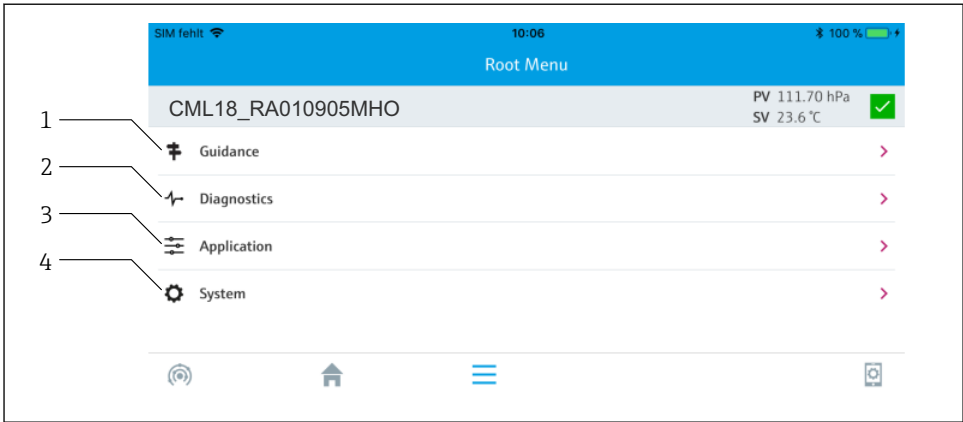 SIM fehlt 10:06 100 %
Root Menu
CML18_RA010905MHO
PV 111.70 hPa
SV 23.6 °C
1
Guidance
2
Diagnostics
3
Application
4
System